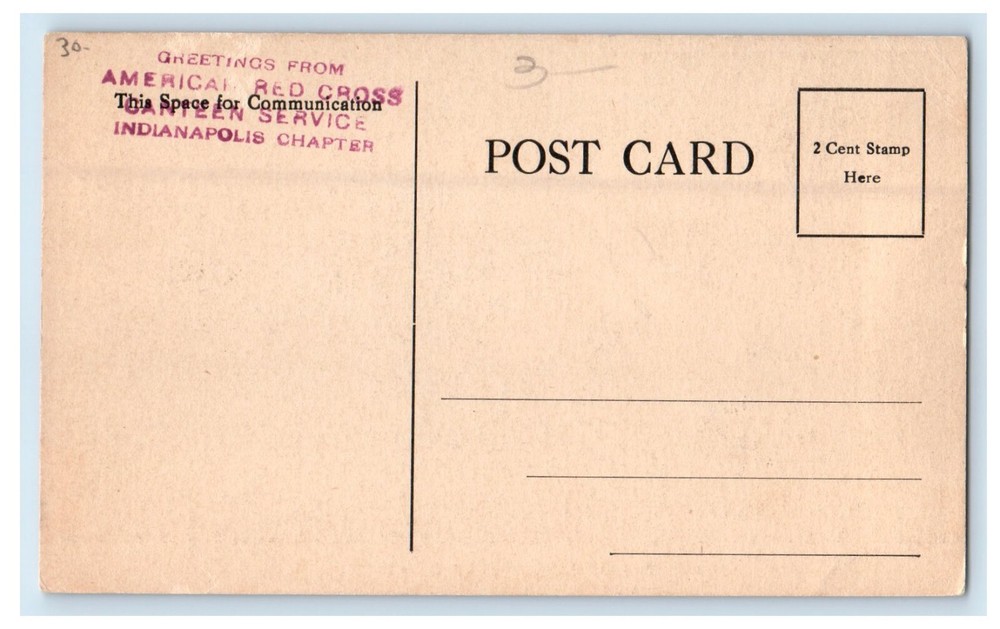 30-
GREETINGS FROM
AMERICAN RED CROSS
This Space for Communication
CANTEEN SERVICE
INDIANAPOLIS CHAPTER
POST CARD
2 Cent Stamp
Here